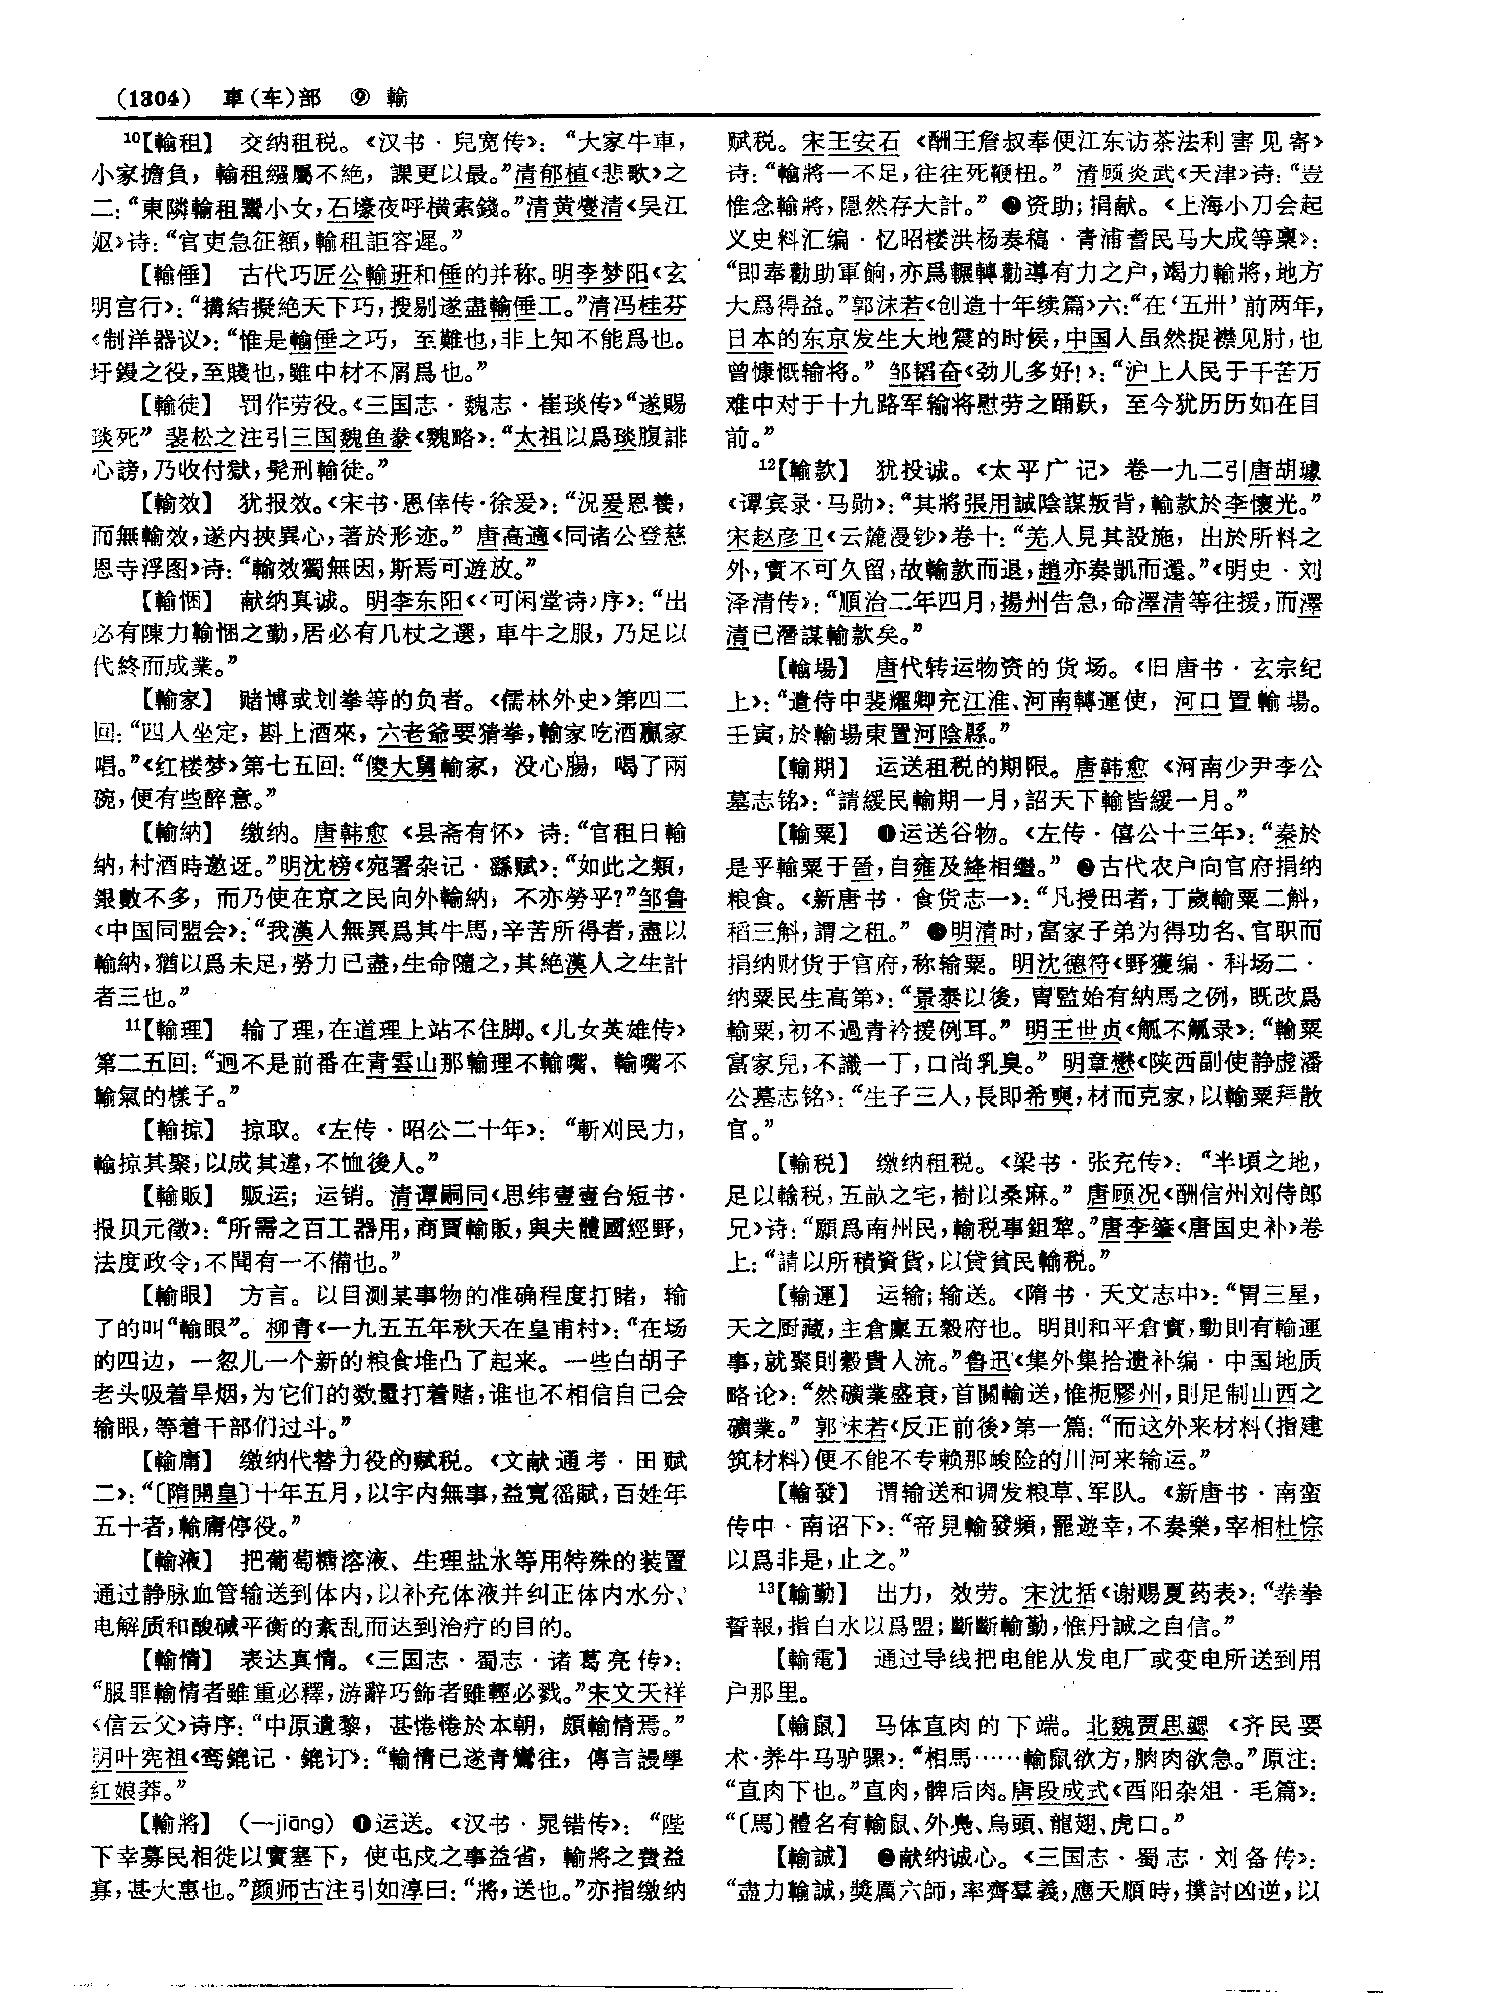 (1304) 車(车)部 ⑨ 輸
10【輸租】 交纳租税。《汉书·兒宽传》：“大家牛車，
小家擔負，輸租繦屬不绝，課更以最。”清郁植《悲歌》之
二：“東隣輸租鬻小女，石壕夜呼横索錢。”清黄燮清《吴江
妪》诗：“官吏急征額，輸租詎容遲。”
【輸倕】 古代巧匠公輸班和倕的并称。明李梦阳《玄
明宫行》：“搆結擬絶天下巧，搜剔遂盡輸倕工。”清冯桂芬
《制洋器议》：“惟是輸倕之巧，至難也，非上知不能爲也。
圬鏝之役，至賤也，雖中材不屑爲也。”
【輸徒】 罚作劳役。《三国志·魏志·崔琰传》“遂賜
琰死”裴松之注引三国魏鱼豢《魏略》：“太祖以爲琰腹誹
心謗，乃收付獄，髡刑輸徒。”
【輸效】 犹报效。《宋书·恩倖传·徐爰》：“況爰恩養，
而無輸效，遂内挾異心，著於形迹。”唐高適《同诸公登慈
恩寺浮图》诗：“輸效獨無因，斯焉可遊放。”
【輸悃】 献纳真诚。明李东阳《〈可闲堂诗〉序》：“出
必有陳力輸悃之勤，居必有几杖之選，車牛之服，乃足以
代終而成業。”
【輸家】 赌博或划拳等的负者。《儒林外史》第四二
回：“四人坐定，斟上酒來，六老爺要猜拳，輸家吃酒贏家
唱。”《红楼梦》第七五回：“傻大舅輸家，没心腸，喝了兩
碗，便有些醉意。”
【輸納】 缴纳。唐韩愈《县斋有怀》诗：“官租日輸
納，村酒時邀迓。”明沈榜《宛署杂记·繇赋》：“如此之類，
銀數不多，而乃使在京之民向外輸納，不亦勞乎？”邹鲁
《中国同盟会》：“我漢人無異爲其牛馬，辛苦所得者，盡以
輸納，猶以爲未足，勞力已盡，生命隨之，其絶漢人之生計
者三也。”
11【輸理】 输了理，在道理上站不住脚。《儿女英雄传》
第二五回：“迥不是前番在青雲山那輸理不輸嘴、輸嘴不
輸氣的樣子。”
【輸掠】 掠取。《左传·昭公二十年》：“斬刈民力，
輸掠其聚，以成其違，不恤後人。”
【輸販】 贩运；运销。清谭嗣同《思纬壹壹台短书·
报贝元徵》：“所需之百工器用，商賈輸販，與夫體國經野，
法度政令，不聞有一不備也。”
【輸眼】 方言。以目测某事物的准确程度打睹，输
了的叫“輸眼”。柳青《一九五五年秋天在皇甫村》：“在场
的四边，一忽儿一个新的粮食堆凸了起来。一些白胡子
老头吸着旱烟，为它们的数量打着赌，谁也不相信自己会
输眼，等着干部们过斗。”
【輸庸】 缴纳代替力役的赋税。《文献通考·田赋
二》：“〔隋開皇〕十年五月，以宇内無事，益寬徭賦，百姓年
五十者，輸庸停役。”
【輸液】 把葡萄糖溶液、生理盐水等用特殊的装置
通过静脉血管输送到体内，以补充体液并纠正体内水分、
电解质和酸碱平衡的紊乱而达到治疗的目的。
【輸情】 表达真情。《三国志·蜀志·诸葛亮传》：
“服罪輸情者雖重必釋，游辭巧飾者雖輕必戮。”宋文天祥
《信云父》诗序：“中原遺黎，甚惓惓於本朝，頗輸情焉。”
明叶宪祖《鸾鎞记·鎞订》：“輸情已遂青鸞往，傳言謾學
红娘莽。”
【輸將】 （—jiāng）❶运送。《汉书·晁错传》：“陛
下幸募民相徙以實塞下，使屯戍之事益省，輸將之費益
寡，甚大惠也。”颜师古注引如淳曰：“將，送也。”亦指缴纳
赋税。宋王安石《酬王詹叔奉使江东访茶法利害见寄》
诗：“輸將一不足，往往死鞭杻。”清顾炎武《天津》诗：“豈
惟念輸將，隱然存大計。”❷资助；捐献。《上海小刀会起
义史料汇编·忆昭楼洪杨奏稿·青浦耆民马大成等禀》：
“即奉勸助軍餉，亦爲輾轉勸導有力之户，竭力輸將，地方
大爲得益。”郭沫若《创造十年续篇》六：“在‘五卅’前两年，
日本的东京发生大地震的时候，中国人虽然捉襟见肘，也
曾慷慨输将。”邹韬奋《劲儿多好！》：“沪上人民于千苦万
难中对于十九路军输将慰劳之踊跃，至今犹历历如在目
前。”
12【輸款】 犹投诚。《太平广记》卷一九二引唐胡璩
《谭宾录·马勋》：“其將張用誠陰謀叛背，輸款於李懷光。”
宋赵彦卫《云麓漫钞》卷十：“羌人見其設施，出於所料之
外，實不可久留，故輸款而退，趙亦奏凱而還。”《明史·刘
泽清传》：“順治二年四月，揚州告急，命澤清等往援，而澤
清已潛謀輸款矣。”
【輸場】 唐代转运物资的货场。《旧唐书·玄宗纪
上》：“遣侍中裴耀卿充江淮、河南轉運使，河口置輸場。
壬寅，於輸場東置河陰縣。”
【輸期】 运送租税的期限。唐韩愈《河南少尹李公
墓志铭》：“請緩民輸期一月，詔天下輸皆緩一月。”
【輸粟】 ❶运送谷物。《左传·僖公十三年》：“秦於
是乎輸粟于晉，自雍及絳相繼。”❷古代农户向官府捐纳
粮食。《新唐书·食货志一》：“凡授田者，丁歲輸粟二斛，
稻三斛，謂之租。”❸明清时，富家子弟为得功名、官职而
捐纳财货于官府，称输粟。明沈德符《野獲编·科场二·
纳粟民生高第》：“景泰以後，胄監始有納馬之例，既改爲
輸粟，初不過青衿援例耳。”明王世贞《觚不觚录》：“輸粟
富家兒，不識一丁，口尚乳臭。”明章懋《陕西副使静虚潘
公墓志铭》：“生子三人，長即希奭，材而克家，以輸粟拜散
官。”
【輸税】 缴纳租税。《梁书·张充传》：“半頃之地，
足以輸税，五畝之宅，樹以桑麻。”唐顾况《酬信州刘侍郎
兄》诗：“願爲南州民，輸税事鉏犂。”唐李肇《唐国史补》卷
上：“請以所積資貨，以貸貧民輸税。”
【輸運】 运输；输送。《隋书·天文志中》：“胃三星，
天之厨藏，主倉廩五穀府也。明則和平倉實，動則有輸運
事，就聚則穀貴人流。”鲁迅《集外集拾遗补编·中国地质
略论》：“然礦業盛衰，首關輸送，惟扼膠州，則足制山西之
礦業。”郭沫若《反正前後》第一篇：“而这外来材料（指建
筑材料）便不能不专赖那峻险的川河来输运。”
【輸發】 谓输送和调发粮草、军队。《新唐书·南蛮
传中·南诏下》：“帝見輸發頻，罷遊幸，不奏樂，宰相杜悰
以爲非是，止之。”
13【輸勤】 出力，效劳。宋沈括《谢赐夏药表》：“拳拳
誓報，指白水以爲盟；斷斷輸勤，惟丹誠之自信。”
【輸電】 通过导线把电能从发电厂或变电所送到用
户那里。
【輸鼠】 马体直肉的下端。北魏贾思勰《齐民要
术·养牛马驴骡》：“相馬……輸鼠欲方，肭肉欲急。”原注：
“直肉下也。”直肉，髀后肉。唐段成式《酉阳杂俎·毛篇》：
“〔馬〕體名有輸鼠、外鳧、烏頭、龍翅、虎口。”
【輸誠】 ❶献纳诚心。《三国志·蜀志·刘备传》：
“盡力輸誠，獎厲六師，率齊羣義，應天順時，撲討凶逆，以